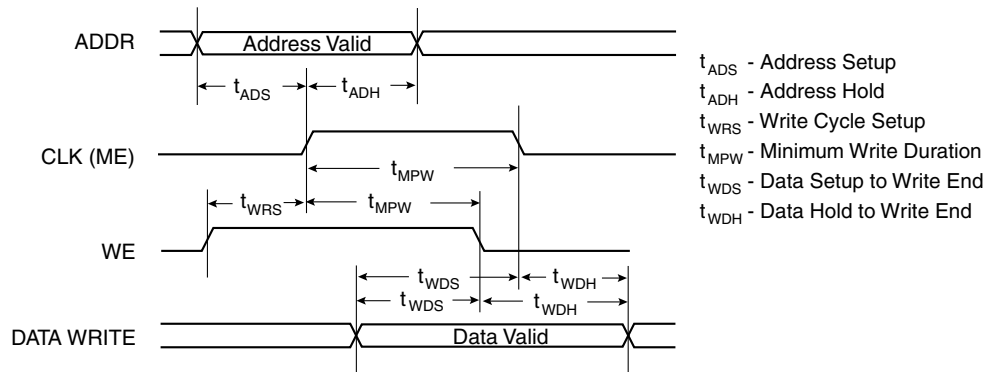 ADDR
Address Valid
tADS
tADH
CLK (ME)
tMPW
tWRS
tMPW
WE
tWDS
tWDH
tWDS
tWDH
DATA WRITE
Data Valid
tADS - Address Setup
tADH - Address Hold
tWRS - Write Cycle Setup
tMPW - Minimum Write Duration
tWDS - Data Setup to Write End
tWDH - Data Hold to Write End